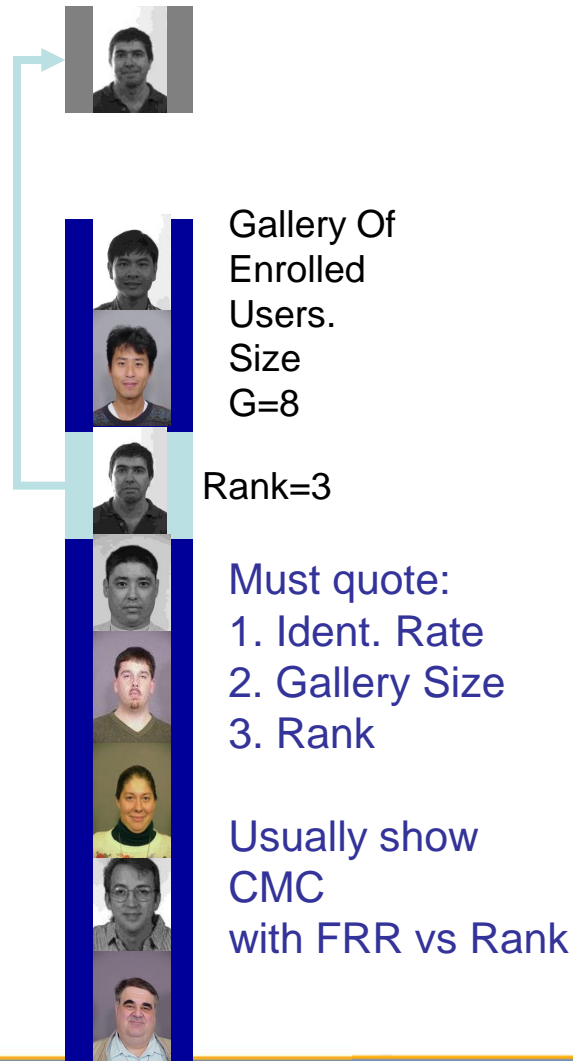 Gallery Of
Enrolled
Users.
Size
G=8
Rank=3
Must quote:
1. Ident. Rate
2. Gallery Size
3. Rank
Usually show
CMC
with FRR vs Rank